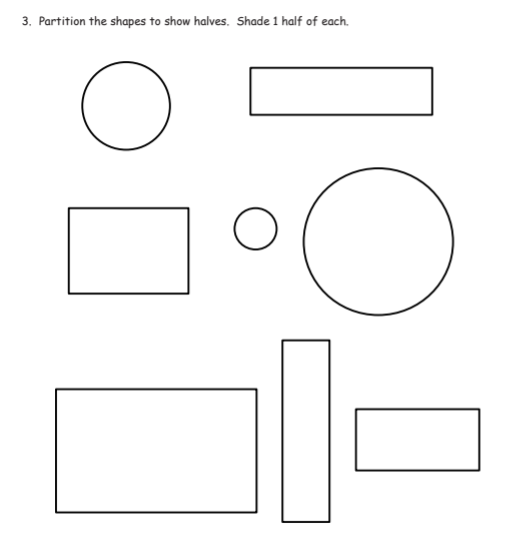 3. Partition the shapes to show halves. Shade 1 half of each.